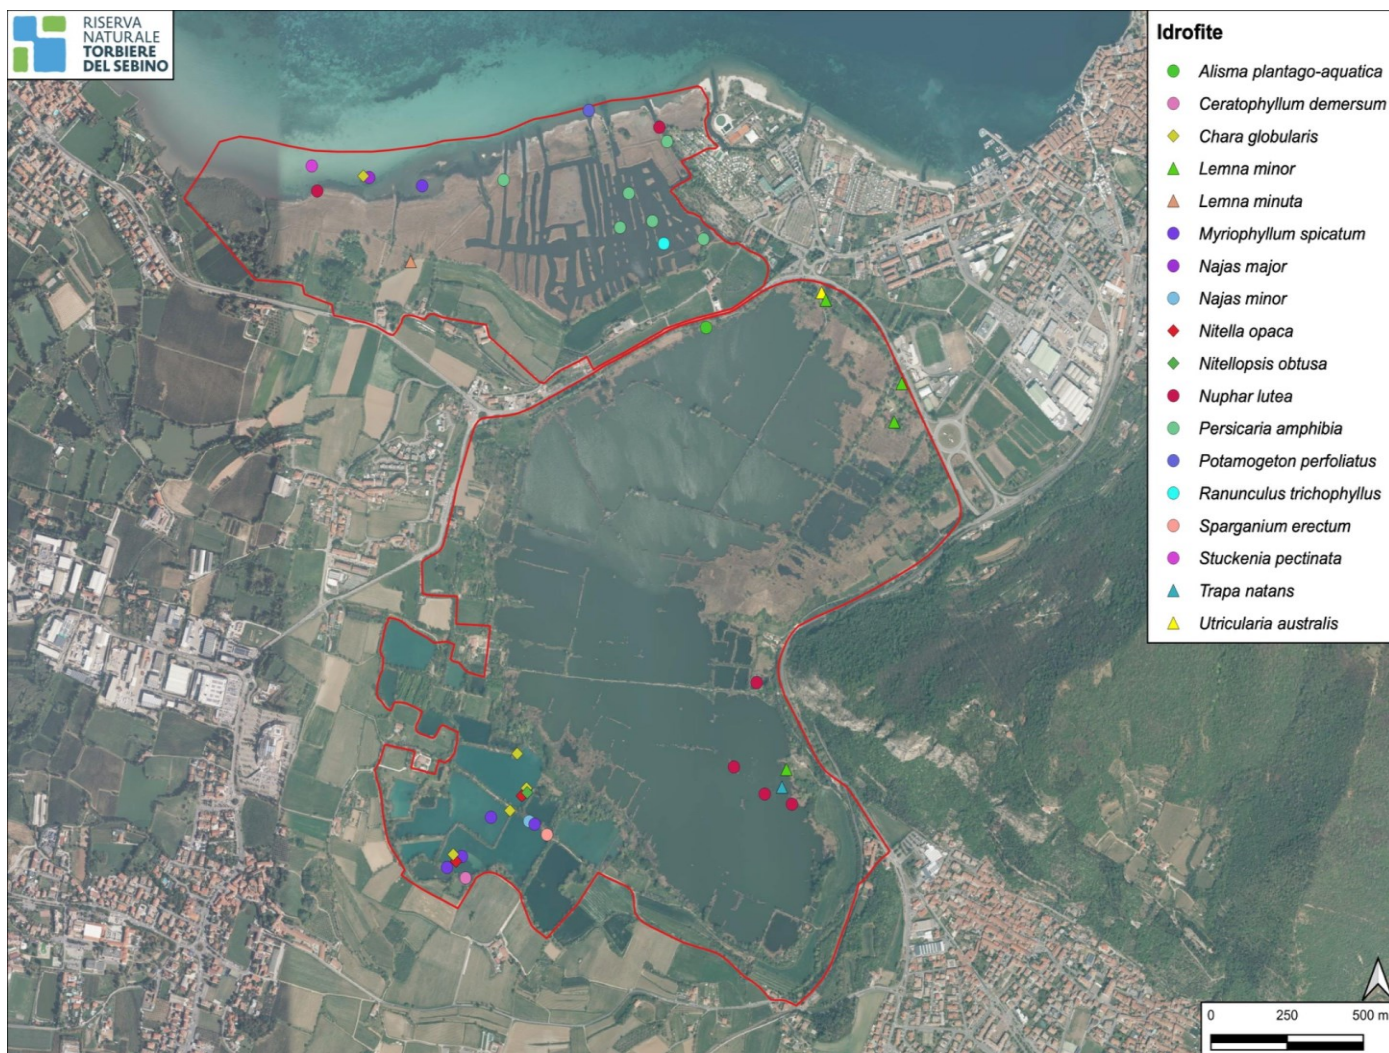 RISERVA
NATURALE
TORBIERE
DEL SEBINO
Idrofite
Alisma plantago-aquatica
Ceratophyllum demersum
Chara globularis
Lemna minor
Lemna minuta
Myriophyllum spicatum
Najas major
Najas minor
Nitella opaca
Nitellopsis obtusa
Nuphar lutea
Persicaria amphibia
Potamogeton perfoliatus
Ranunculus trichophyllus
Sparganium erectum
Stuckenia pectinata
Trapa natans
Utricularia australis
0 250 500 m